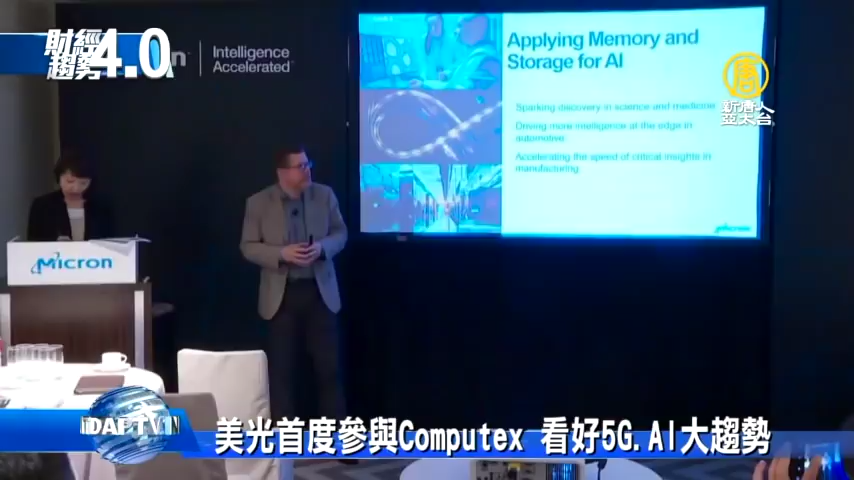 財經
趨勢4.0
Intelligence
Accelerated
Applying Memory and
Storage for AI
Sparking discovery in science and medicine
Driving more intelligence at the edge in
automotive
Accelerating the speed of critical insights in
manufacturing
Micron
新唐人
亞太台
Micron
美光首度參與Computex 看好5G.AI大趨勢